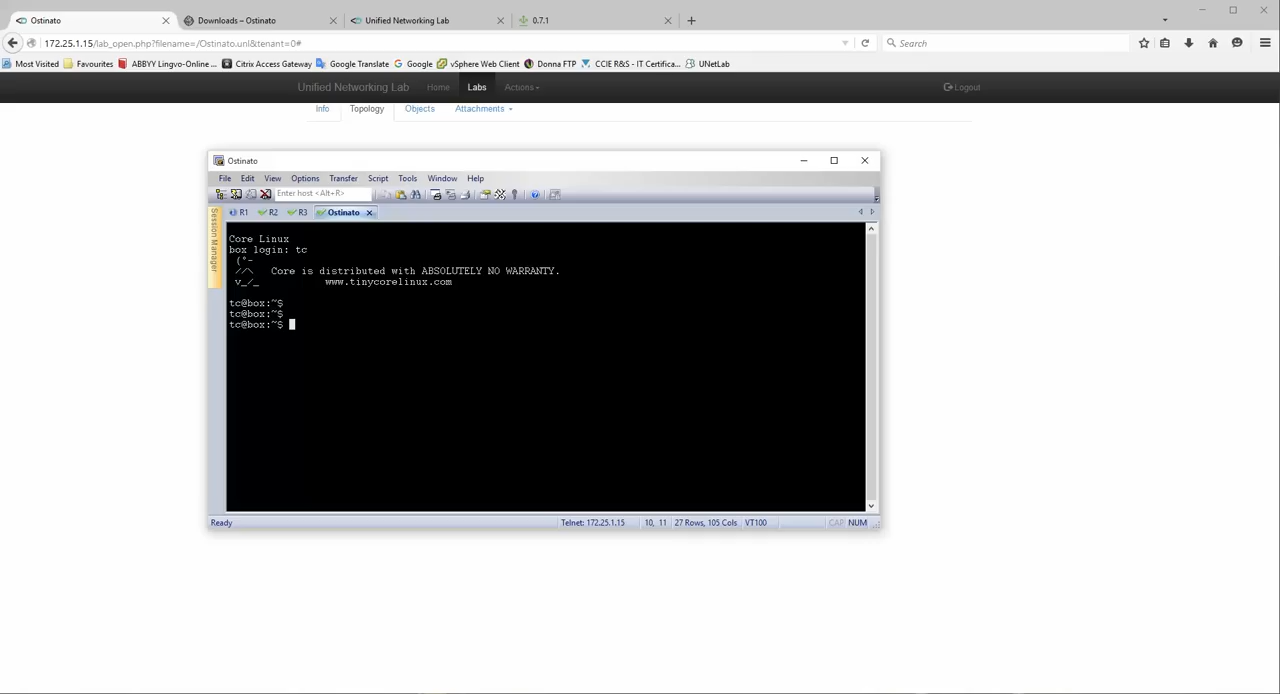 Ostinato
Downloads – Ostinato
Unified Networking Lab
0.7.1
172.25.1.15/lab_open.php?filename=/Ostinato.unl&tenant=0#
Search
Most Visited
Favourites
ABBYY Lingvo-Online ...
Citrix Access Gateway
Google Translate
Google
vSphere Web Client
Donna FTP
CCIE R&S - IT Certifica...
UNetLab
Unified Networking Lab
Home
Labs
Actions
Logout
Info
Topology
Objects
Attachments
Ostinato
File Edit View Options Transfer Script Tools Window Help
Enter host <Alt+R>
R1
R2
R3
Ostinato
Session Manager
Core Linux
box login: tc
(°-
//\ Core is distributed with ABSOLUTELY NO WARRANTY.
v_/_ www.tinycorelinux.com
tc@box:~$
tc@box:~$
tc@box:~$
Ready
Telnet: 172.25.1.15
10, 11
27 Rows, 105 Cols
VT100
CAP
NUM